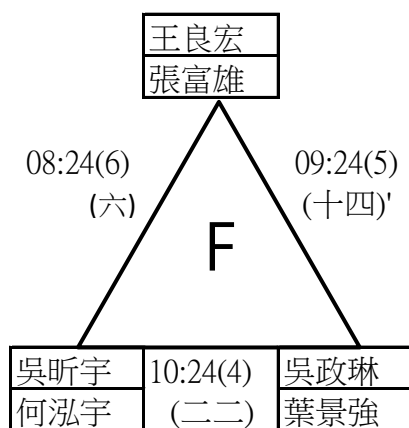 王良宏
張富雄
08:24(6)
(六)
09:24(5)
(十四)'
F
吳昕宇
何泓宇
10:24(4)
(二二)
吳政琳
葉景強